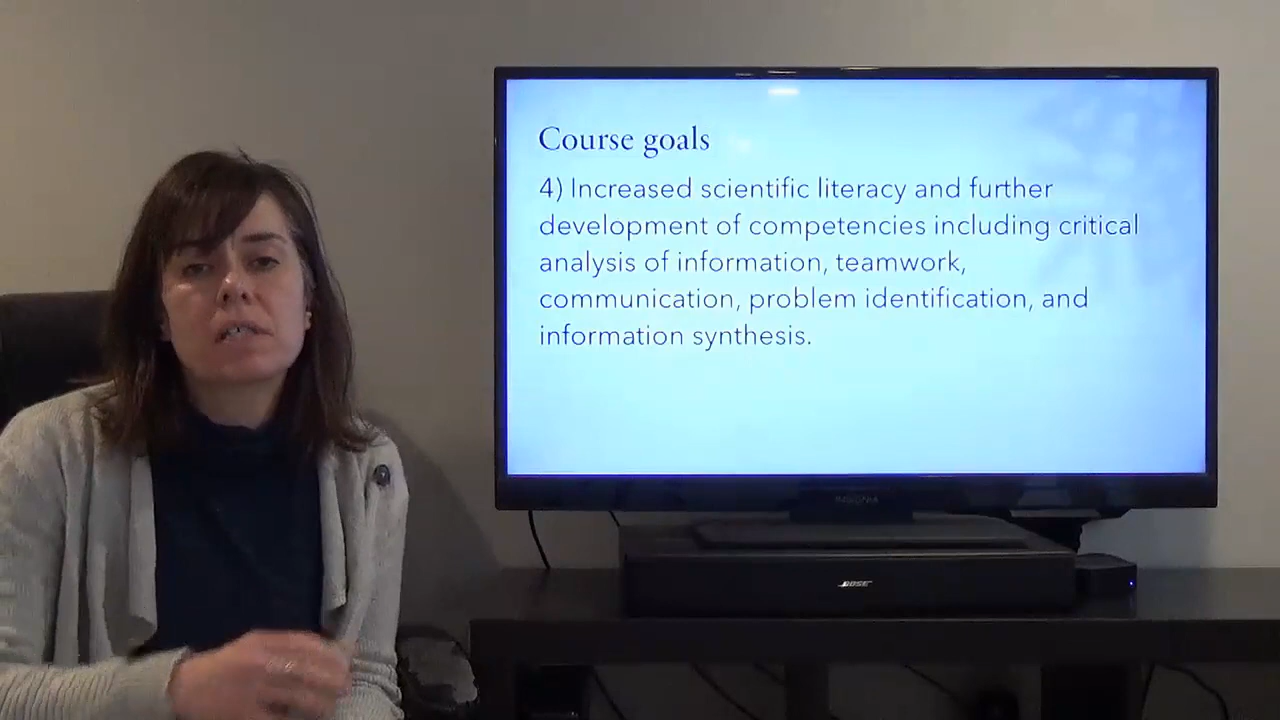 Course goals
4) Increased scientific literacy and further
development of competencies including critical
analysis of information, teamwork,
communication, problem identification, and
information synthesis.
INSIGNIA
BOSE